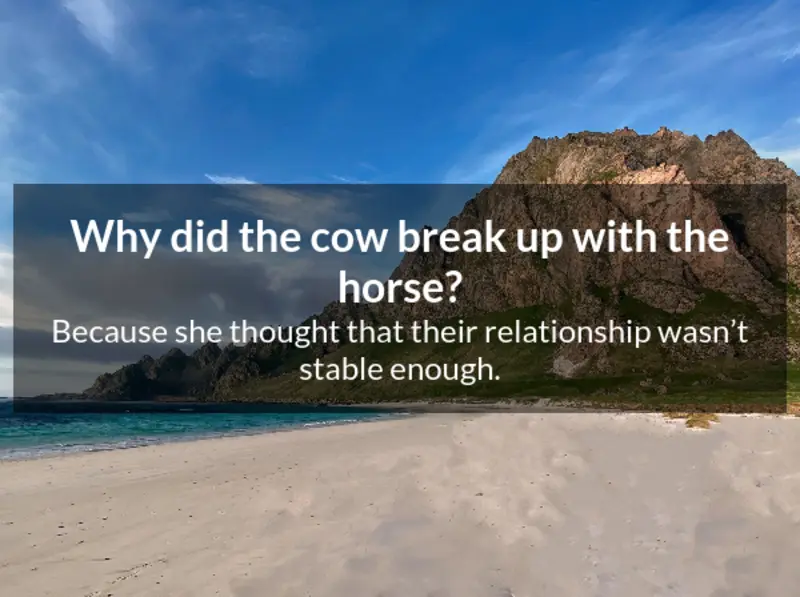 Why did the cow break up with the
horse?
Because she thought that their relationship wasn’t
stable enough.